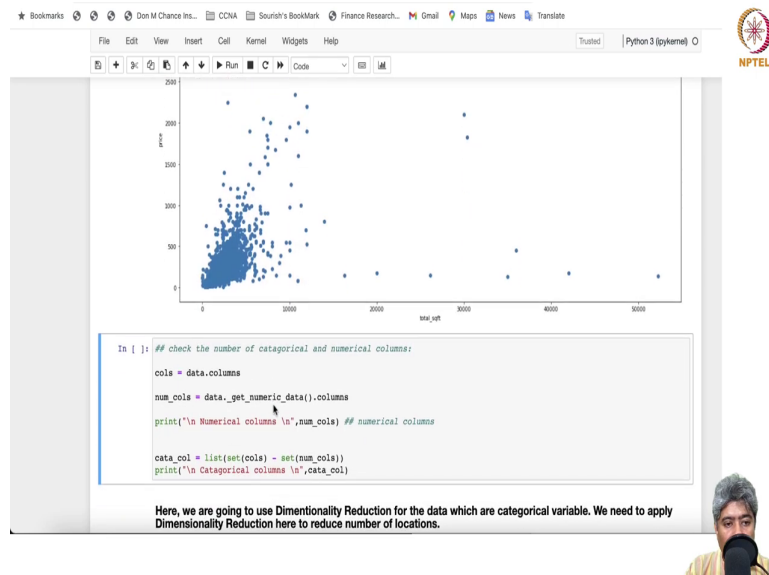 Bookmarks Don M Chance Ins... CCNA Sourish's BookMark Finance Research... Gmail Maps News Translate
NPTEL
File Edit View Insert Cell Kernel Widgets Help Trusted Python 3 (ipykernel)
Run Code
2500
2000
1500
1000
500
0
price
0 10000 20000 30000 40000 50000
total_sqft
In [ ]: ## check the number of catagorical and numerical columns:
cols = data.columns
num_cols = data._get_numeric_data().columns
print("\n Numerical columns \n",num_cols) ## numerical columns
cata_col = list(set(cols) - set(num_cols))
print("\n Catagorical columns \n",cata_col)
Here, we are going to use Dimentionality Reduction for the data which are categorical variable. We need to apply
Dimensionality Reduction here to reduce number of locations.